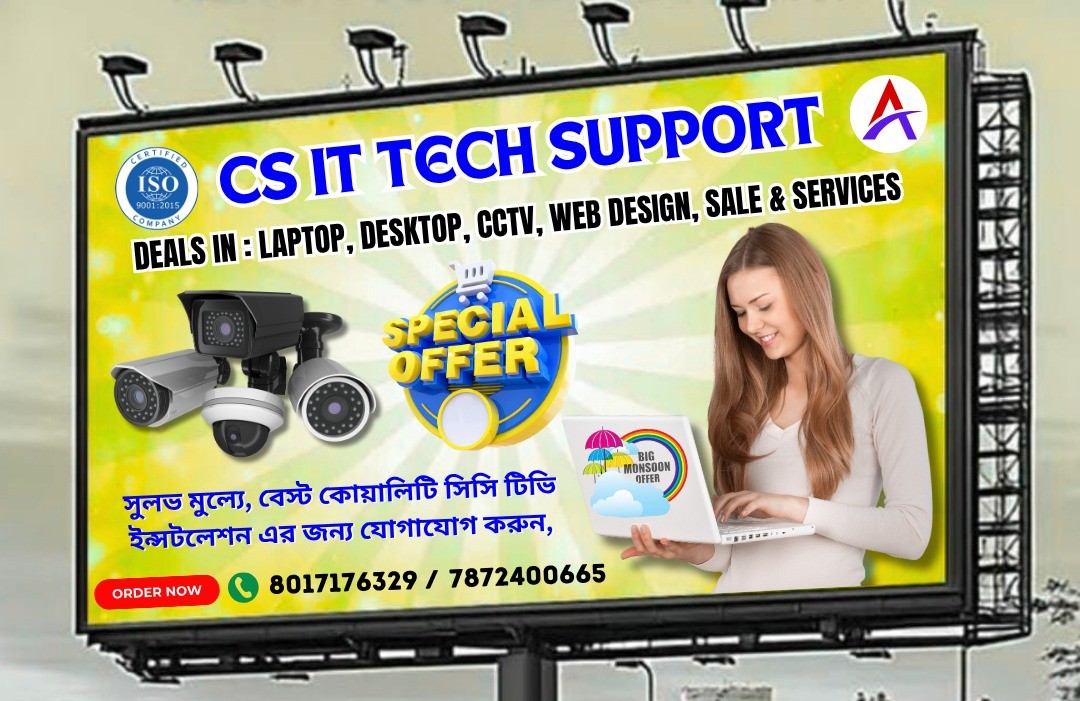 CERTIFIED
ISO
9001:2015
COMPANY
CS IT TECH SUPPORT
A
DEALS IN : LAPTOP, DESKTOP, CCTV, WEB DESIGN, SALE & SERVICES
SPECIAL
OFFER
BIG
MONSOON
OFFER
সুলভ মুল্যে, বেস্ট কোয়ালিটি সিসি টিভি
ইন্সটলেশন এর জন্য যোগাযোগ করুন,
ORDER NOW
8017176329 / 7872400665